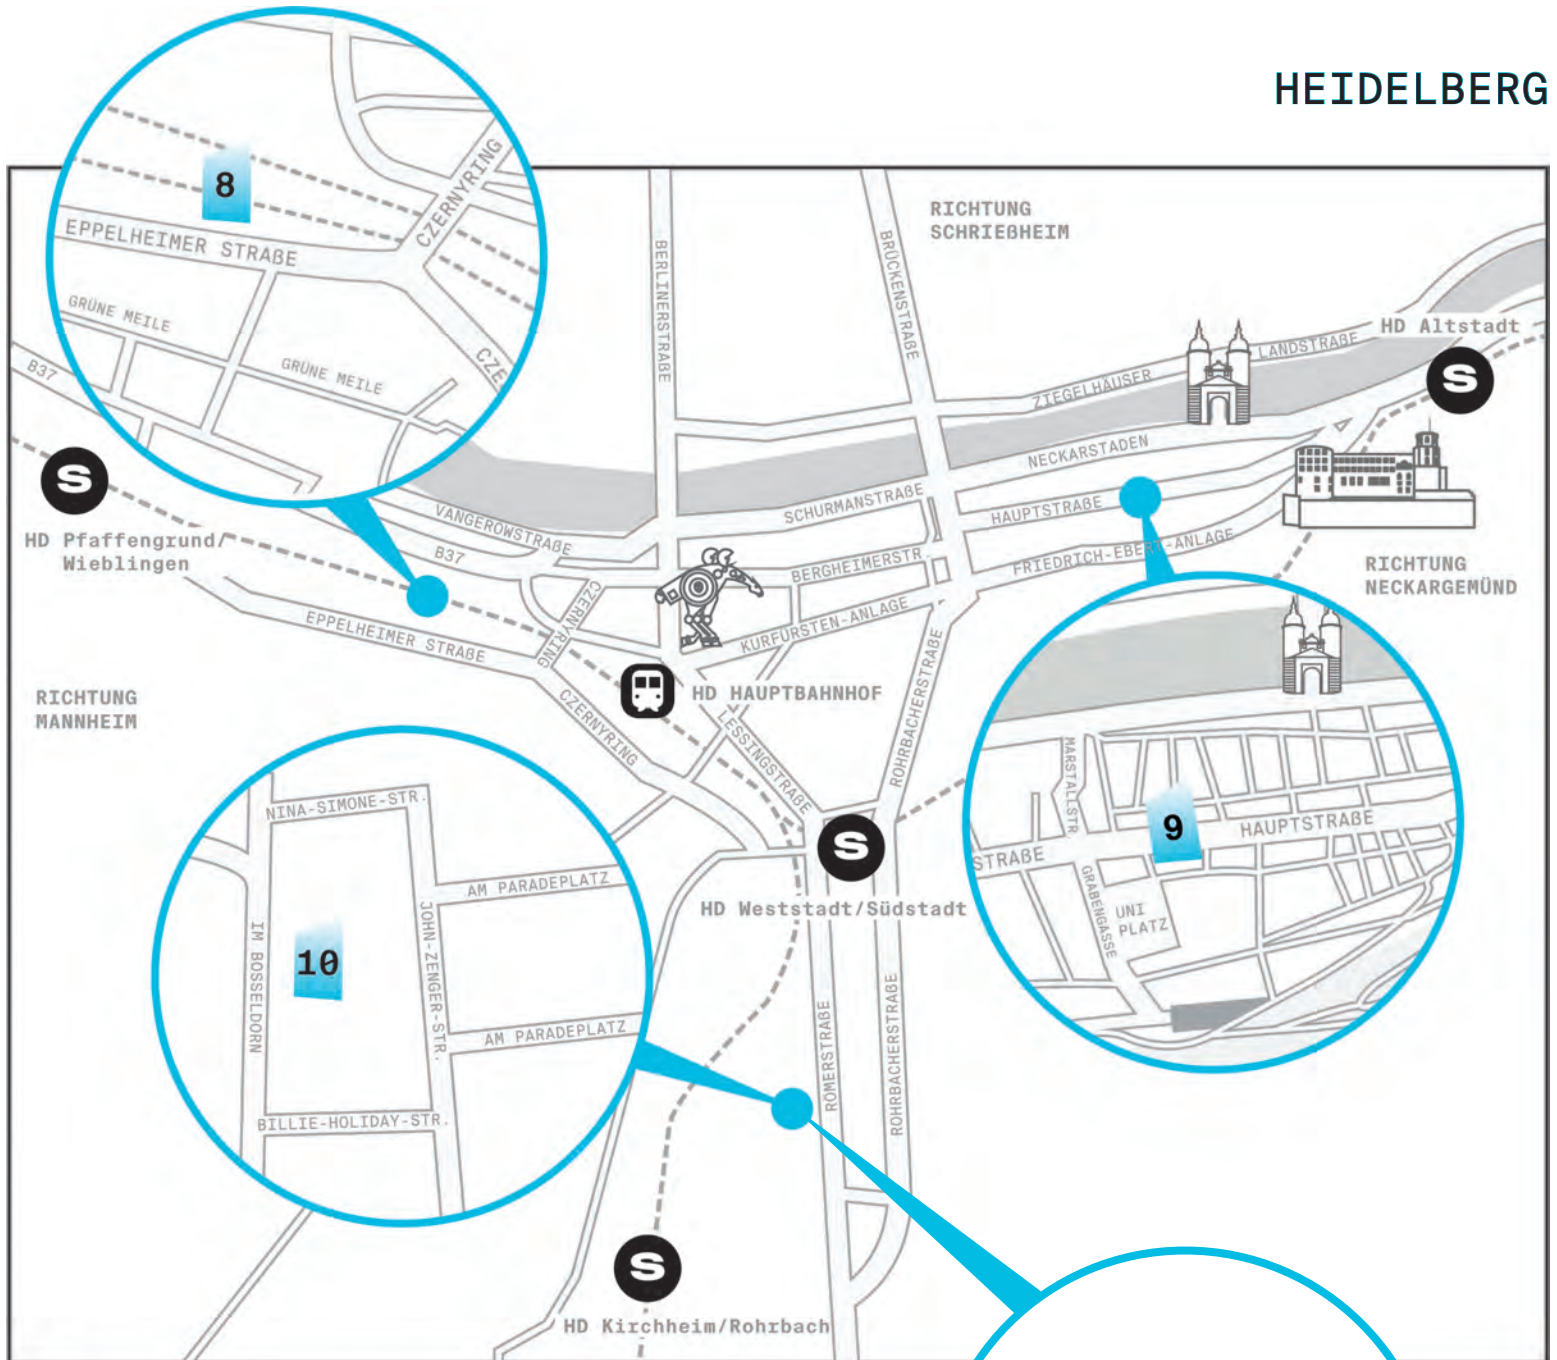 HEIDELBERG
8
CZERNYRING
EPPELHEIMER STRAßE
GRÜNE MEILE
GRÜNE MEILE
CZE
B37
RICHTUNG
SCHRIEßHEIM
BERLINERSTRAßE
BRÜCKENSTRAßE
HD Altstadt
S
LANDSTRAßE
ZIEGELHÄUSER
NECKARSTADEN
S
HD Pfaffengrund/
Wieblingen
VANGEROWSTRAßE
B37
SCHURMANSTRAßE
HAUPTSTRAßE
BERGHEIMERSTR.
FRIEDRICH-EBERT-ANLAGE
RICHTUNG
NECKARGEMÜND
CZERNYRING
KURFÜRSTEN-ANLAGE
EPPELHEIMER STRAßE
RICHTUNG
MANNHEIM
HD HAUPTBAHNHOF
CZERNYRING
LESSINGSTRAßE
ROHRBACHERSTRAßE
MARSTALLSTR.
9
HAUPTSTRAßE
STRAßE
GRABENGASSE
UNI
PLATZ
S
HD Weststadt/Südstadt
NINA-SIMONE-STR.
AM PARADEPLATZ
IM BOSSELDORN
10
JOHN-ZENGER-STR.
AM PARADEPLATZ
BILLIE-HOLIDAY-STR.
RÖMERSTRAßE
ROHRBACHERSTRAßE
S
HD Kirchheim/Rohrbach